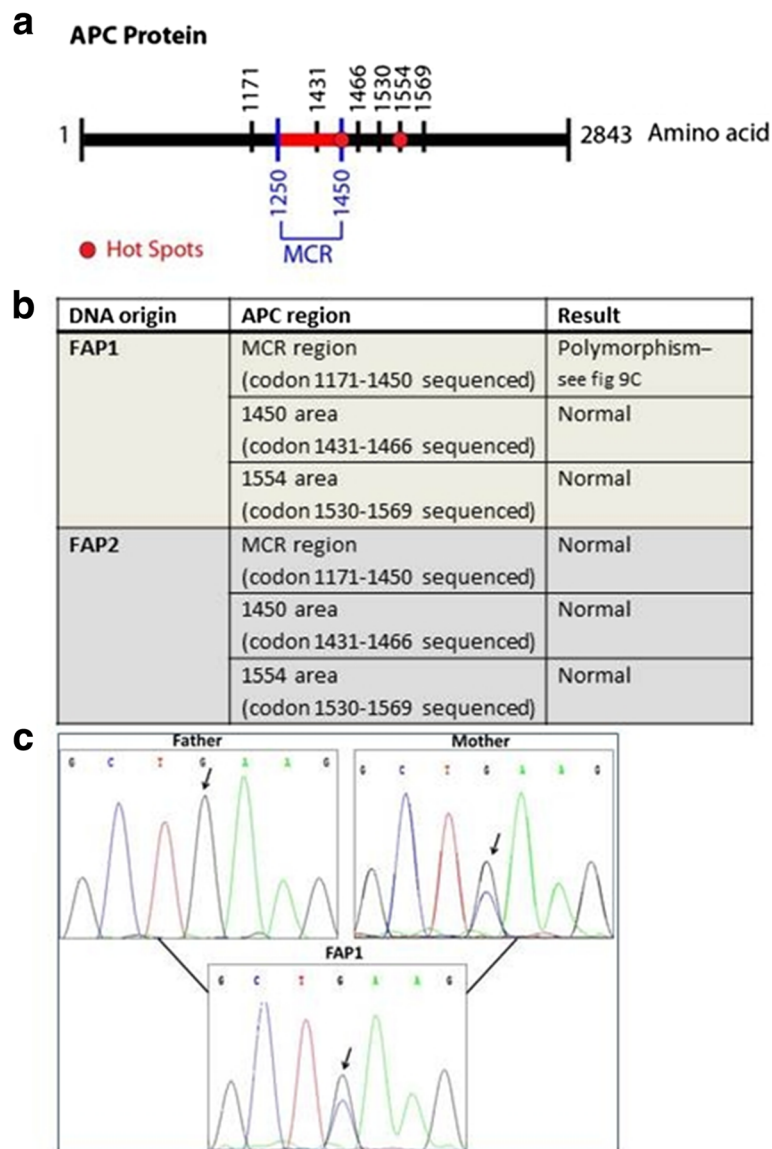 a
APC Protein
1171
1431
1466
1530
1554
1569
1
2843 Amino acid
1250
1450
MCR
Hot Spots
b
DNA origin APC region Result
FAP1 MCR region Polymorphism–
(codon 1171-1450 sequenced) see fig 9C
1450 area Normal
(codon 1431-1466 sequenced)
1554 area Normal
(codon 1530-1569 sequenced)
FAP2 MCR region Normal
(codon 1171-1450 sequenced)
1450 area Normal
(codon 1431-1466 sequenced)
1554 area Normal
(codon 1530-1569 sequenced)
c
Father Mother
G C T G A A G
G C T G A A G
FAP1
G C T G A A G